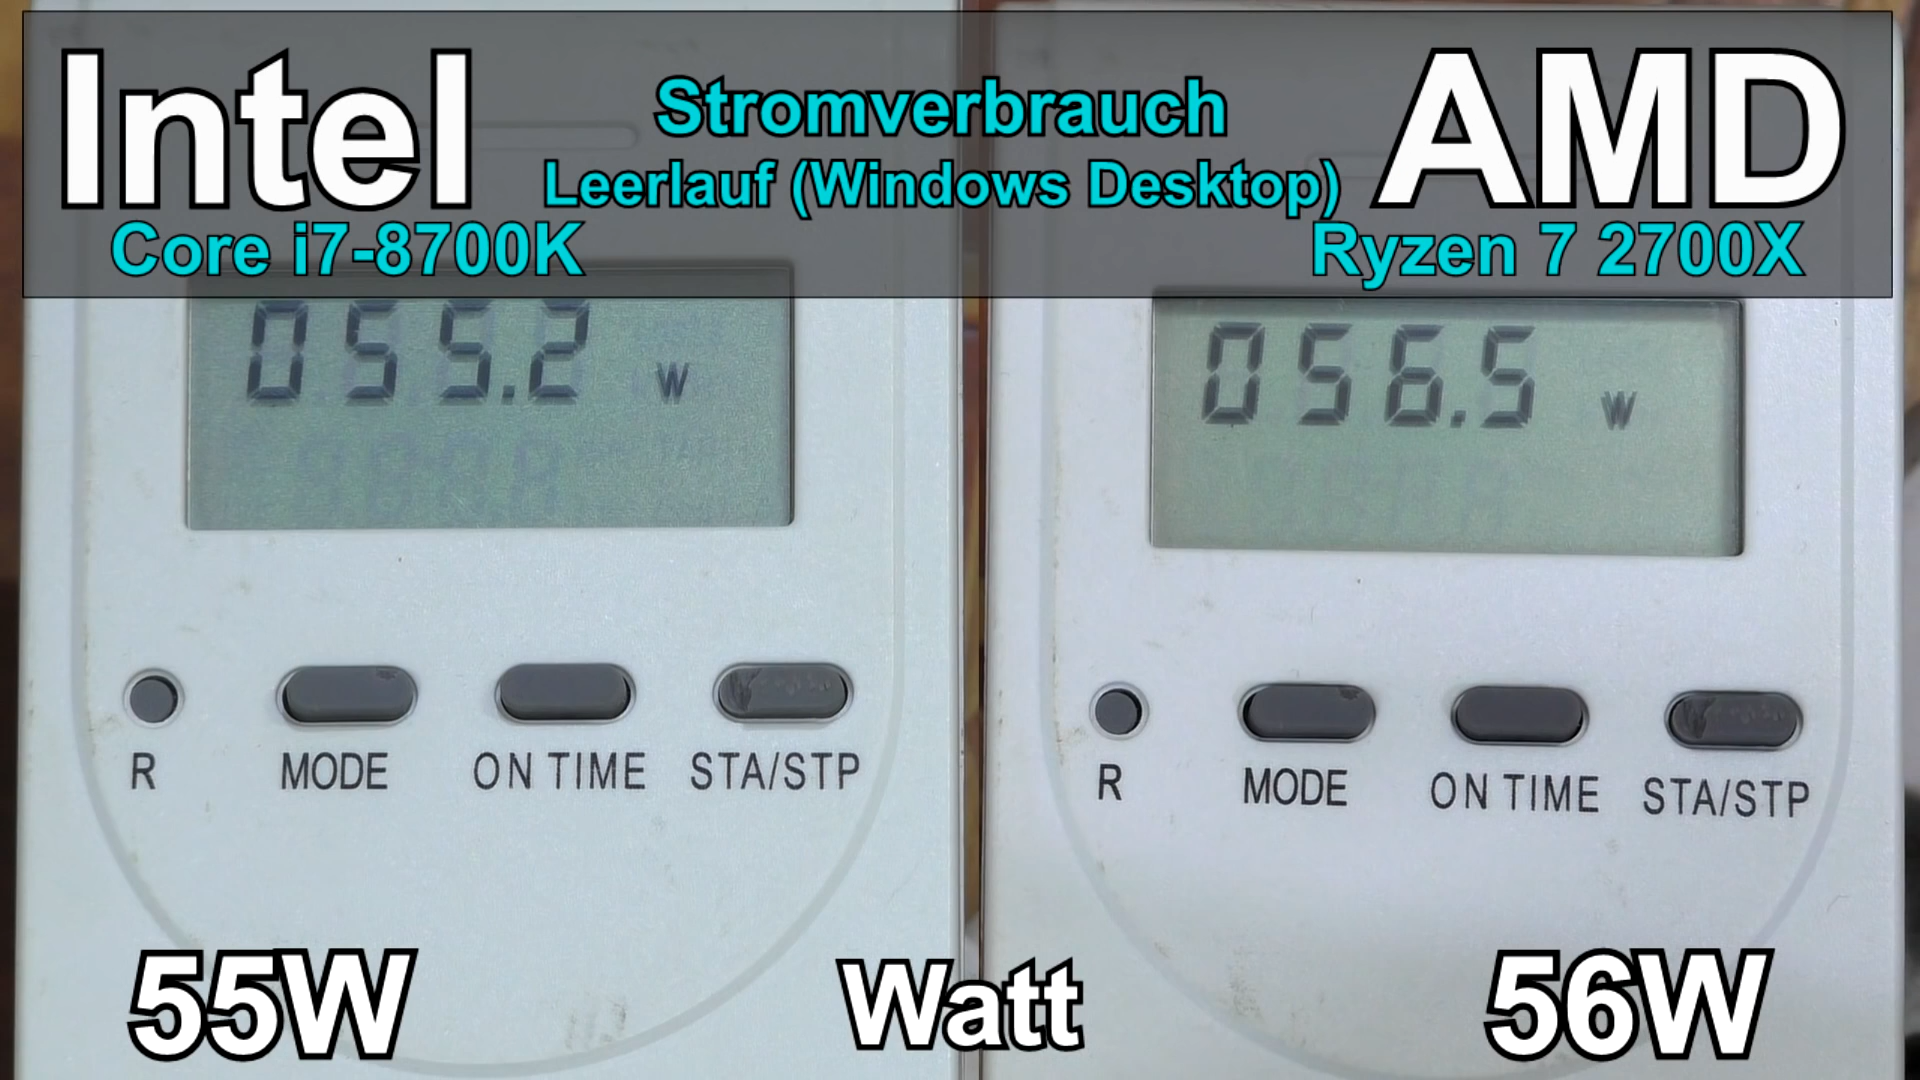 Intel
Stromverbrauch
AMD
Leerlauf (Windows Desktop)
Core i7-8700K
Ryzen 7 2700X
055.2 W
056.5 W
R MODE ON TIME STA/STP
R MODE ON TIME STA/STP
55W
Watt
56W